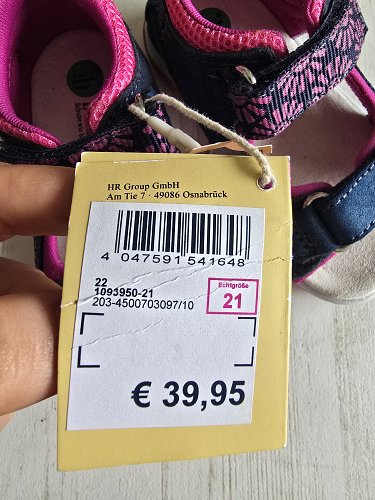 HR Group GmbH
Am Tie 7 · 49086 Osnabrück
4 047591 541648
22
1093950-21
203-4500703097/10
Echtgröße
21
€ 39,95